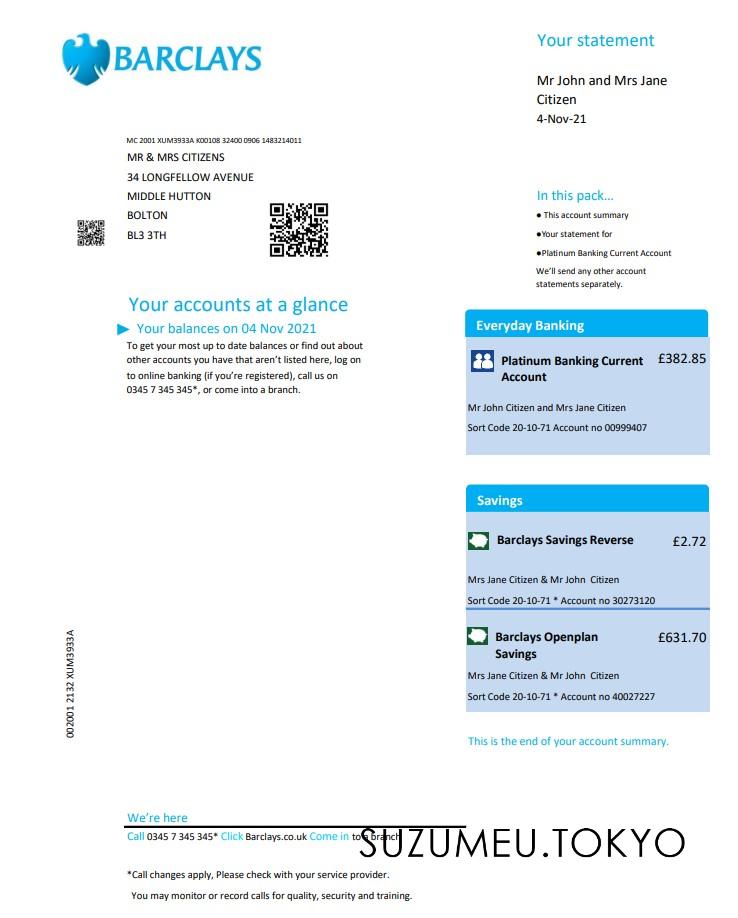 BARCLAYS
Your statement
Mr John and Mrs Jane
Citizen
4-Nov-21
MC 2001 XUM3933A K00108 32400 0906 1483214011
MR & MRS CITIZENS
34 LONGFELLOW AVENUE
MIDDLE HUTTON
BOLTON
BL3 3TH
In this pack...
● This account summary
●Your statement for
●Platinum Banking Current Account
We'll send any other account
statements separately.
Your accounts at a glance
Your balances on 04 Nov 2021
To get your most up to date balances or find out about
other accounts you have that aren't listed here, log on
to online banking (if you're registered), call us on
0345 7 345 345*, or come into a branch.
Everyday Banking
Platinum Banking Current £382.85
Account
Mr John Citizen and Mrs Jane Citizen
Sort Code 20-10-71 Account no 00999407
Savings
Barclays Savings Reverse £2.72
Mrs Jane Citizen & Mr John Citizen
Sort Code 20-10-71 * Account no 30273120
Barclays Openplan £631.70
Savings
Mrs Jane Citizen & Mr John Citizen
Sort Code 20-10-71 * Account no 40027227
This is the end of your account summary.
002001 2132 XUM3933A
We're here
Call 0345 7 345 345* Click Barclays.co.uk Come in to a branch
SUZUMEU.TOKYO
*Call changes apply, Please check with your service provider.
You may monitor or record calls for quality, security and training.